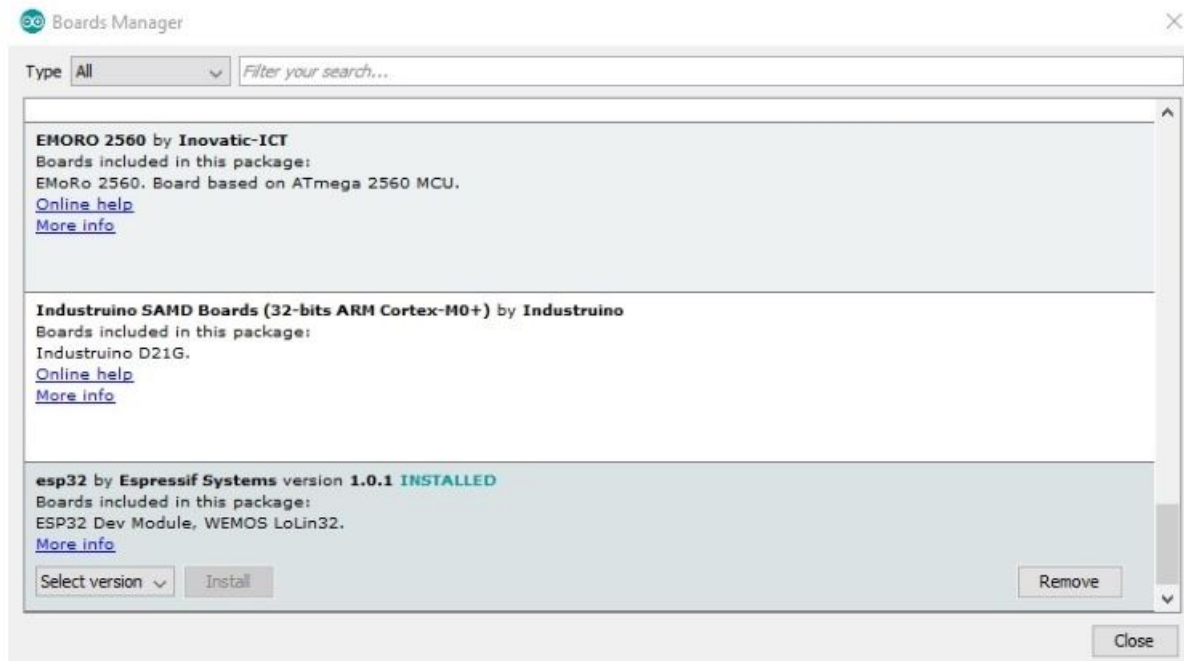 Boards Manager
Type All Filter your search...
EMORO 2560 by Inovatic-ICT
Boards included in this package:
EMoRo 2560. Board based on ATmega 2560 MCU.
Online help
More info
Industruino SAMD Boards (32-bits ARM Cortex-M0+) by Industruino
Boards included in this package:
Industruino D21G.
Online help
More info
esp32 by Espressif Systems version 1.0.1 INSTALLED
Boards included in this package:
ESP32 Dev Module, WEMOS LoLin32.
More info
Select version Install Remove
Close